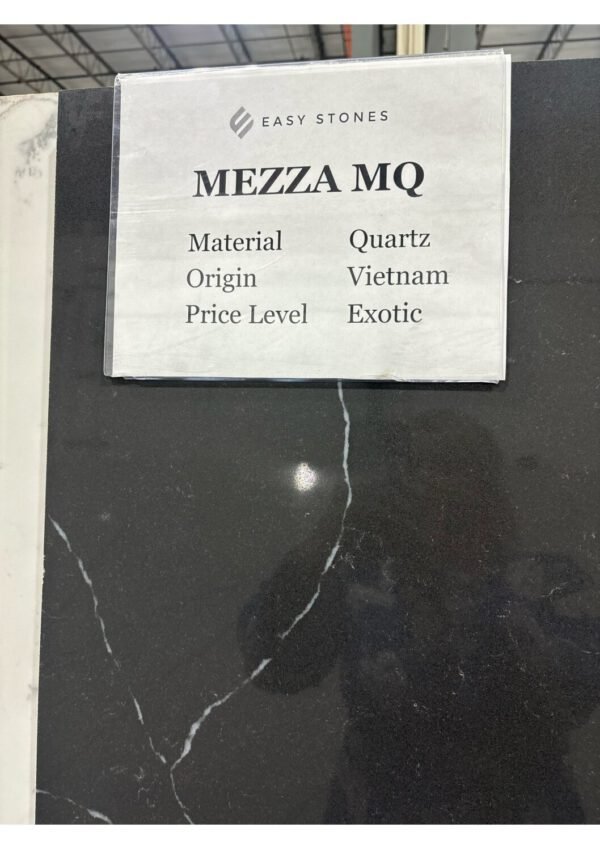 EASY STONES
MEZZA MQ
Material Quartz
Origin Vietnam
Price Level Exotic